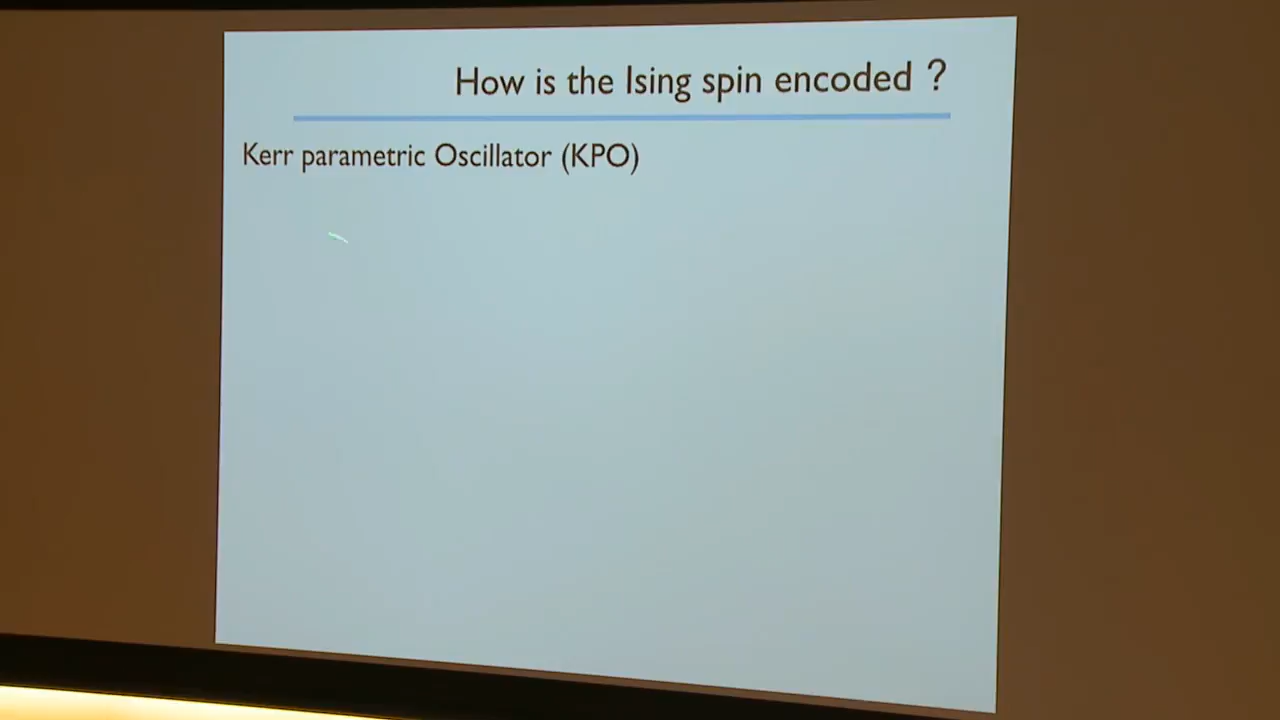 How is the Ising spin encoded ?
Kerr parametric Oscillator (KPO)